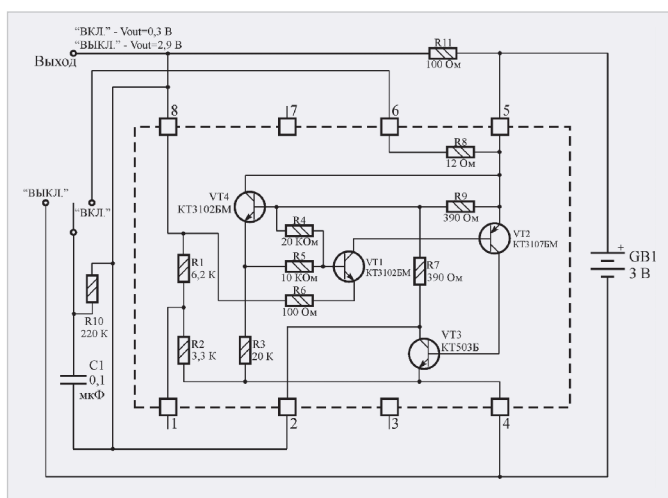 "ВКЛ." - Vout=0,3 В
"ВЫКЛ." - Vout=2,9 В
Выход
R11
100 Ом
8
7
6
5
R8
12 Ом
"ВЫКЛ."
"ВКЛ."
VT4
КТ3102БМ
R9
390 Ом
R4
20 КОм
VT2
КТ3107БМ
R1
6,2 К
R5
10 КОм
VT1
КТ3102БМ
R7
390 Ом
+
GB1
3 В
R6
100 Ом
R10
220 К
R2
3,3 К
R3
20 К
VT3
КТ503Б
C1
0,1
мкФ
1
2
3
4